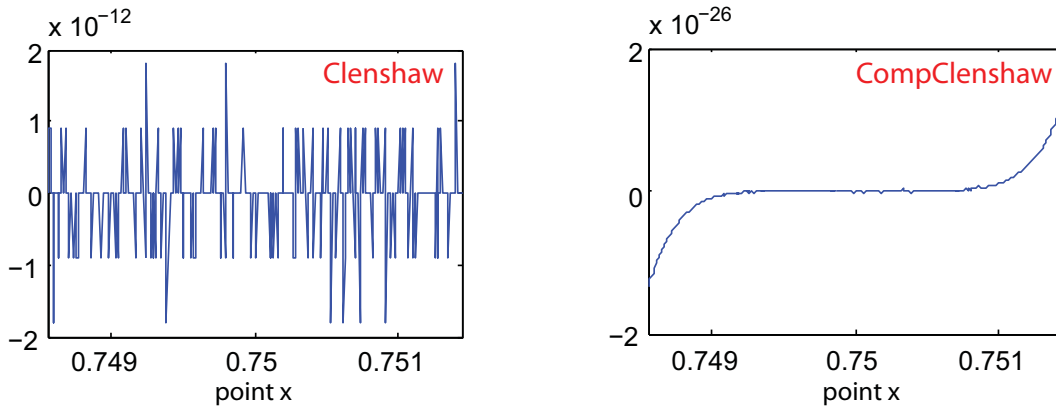 x 10⁻¹²
2
1
0
−1
−2
Clenshaw
0.749 0.75 0.751
point x
x 10⁻²⁶
2
0
−2
CompClenshaw
0.749 0.75 0.751
point x